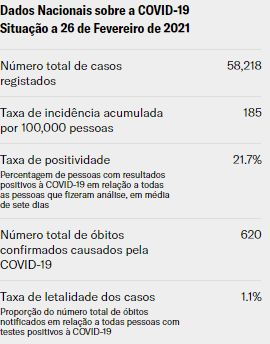 Dados Nacionais sobre a COVID-19
Situação a 26 de Fevereiro de 2021
Número total de casos
registados
58,218
Taxa de incidência acumulada
por 100,000 pessoas
185
Taxa de positividade
21.7%
Percentagem de pessoas com resultados
positivos à COVID-19 em relação a todas
as pessoas que fizeram análise, em média
de sete dias
Número total de óbitos
confirmados causados pela
COVID-19
620
Taxa de letalidade dos casos
1.1%
Proporção do número total de óbitos
notificados em relação a todas pessoas com
testes positivos à COVID-19